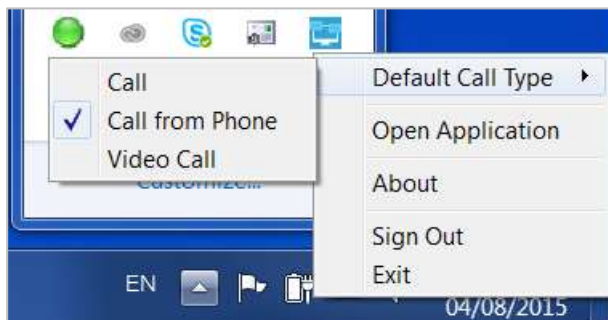 Call
Call from Phone
Video Call
Customize...
Default Call Type
Open Application
About
Sign Out
Exit
EN
04/08/2015